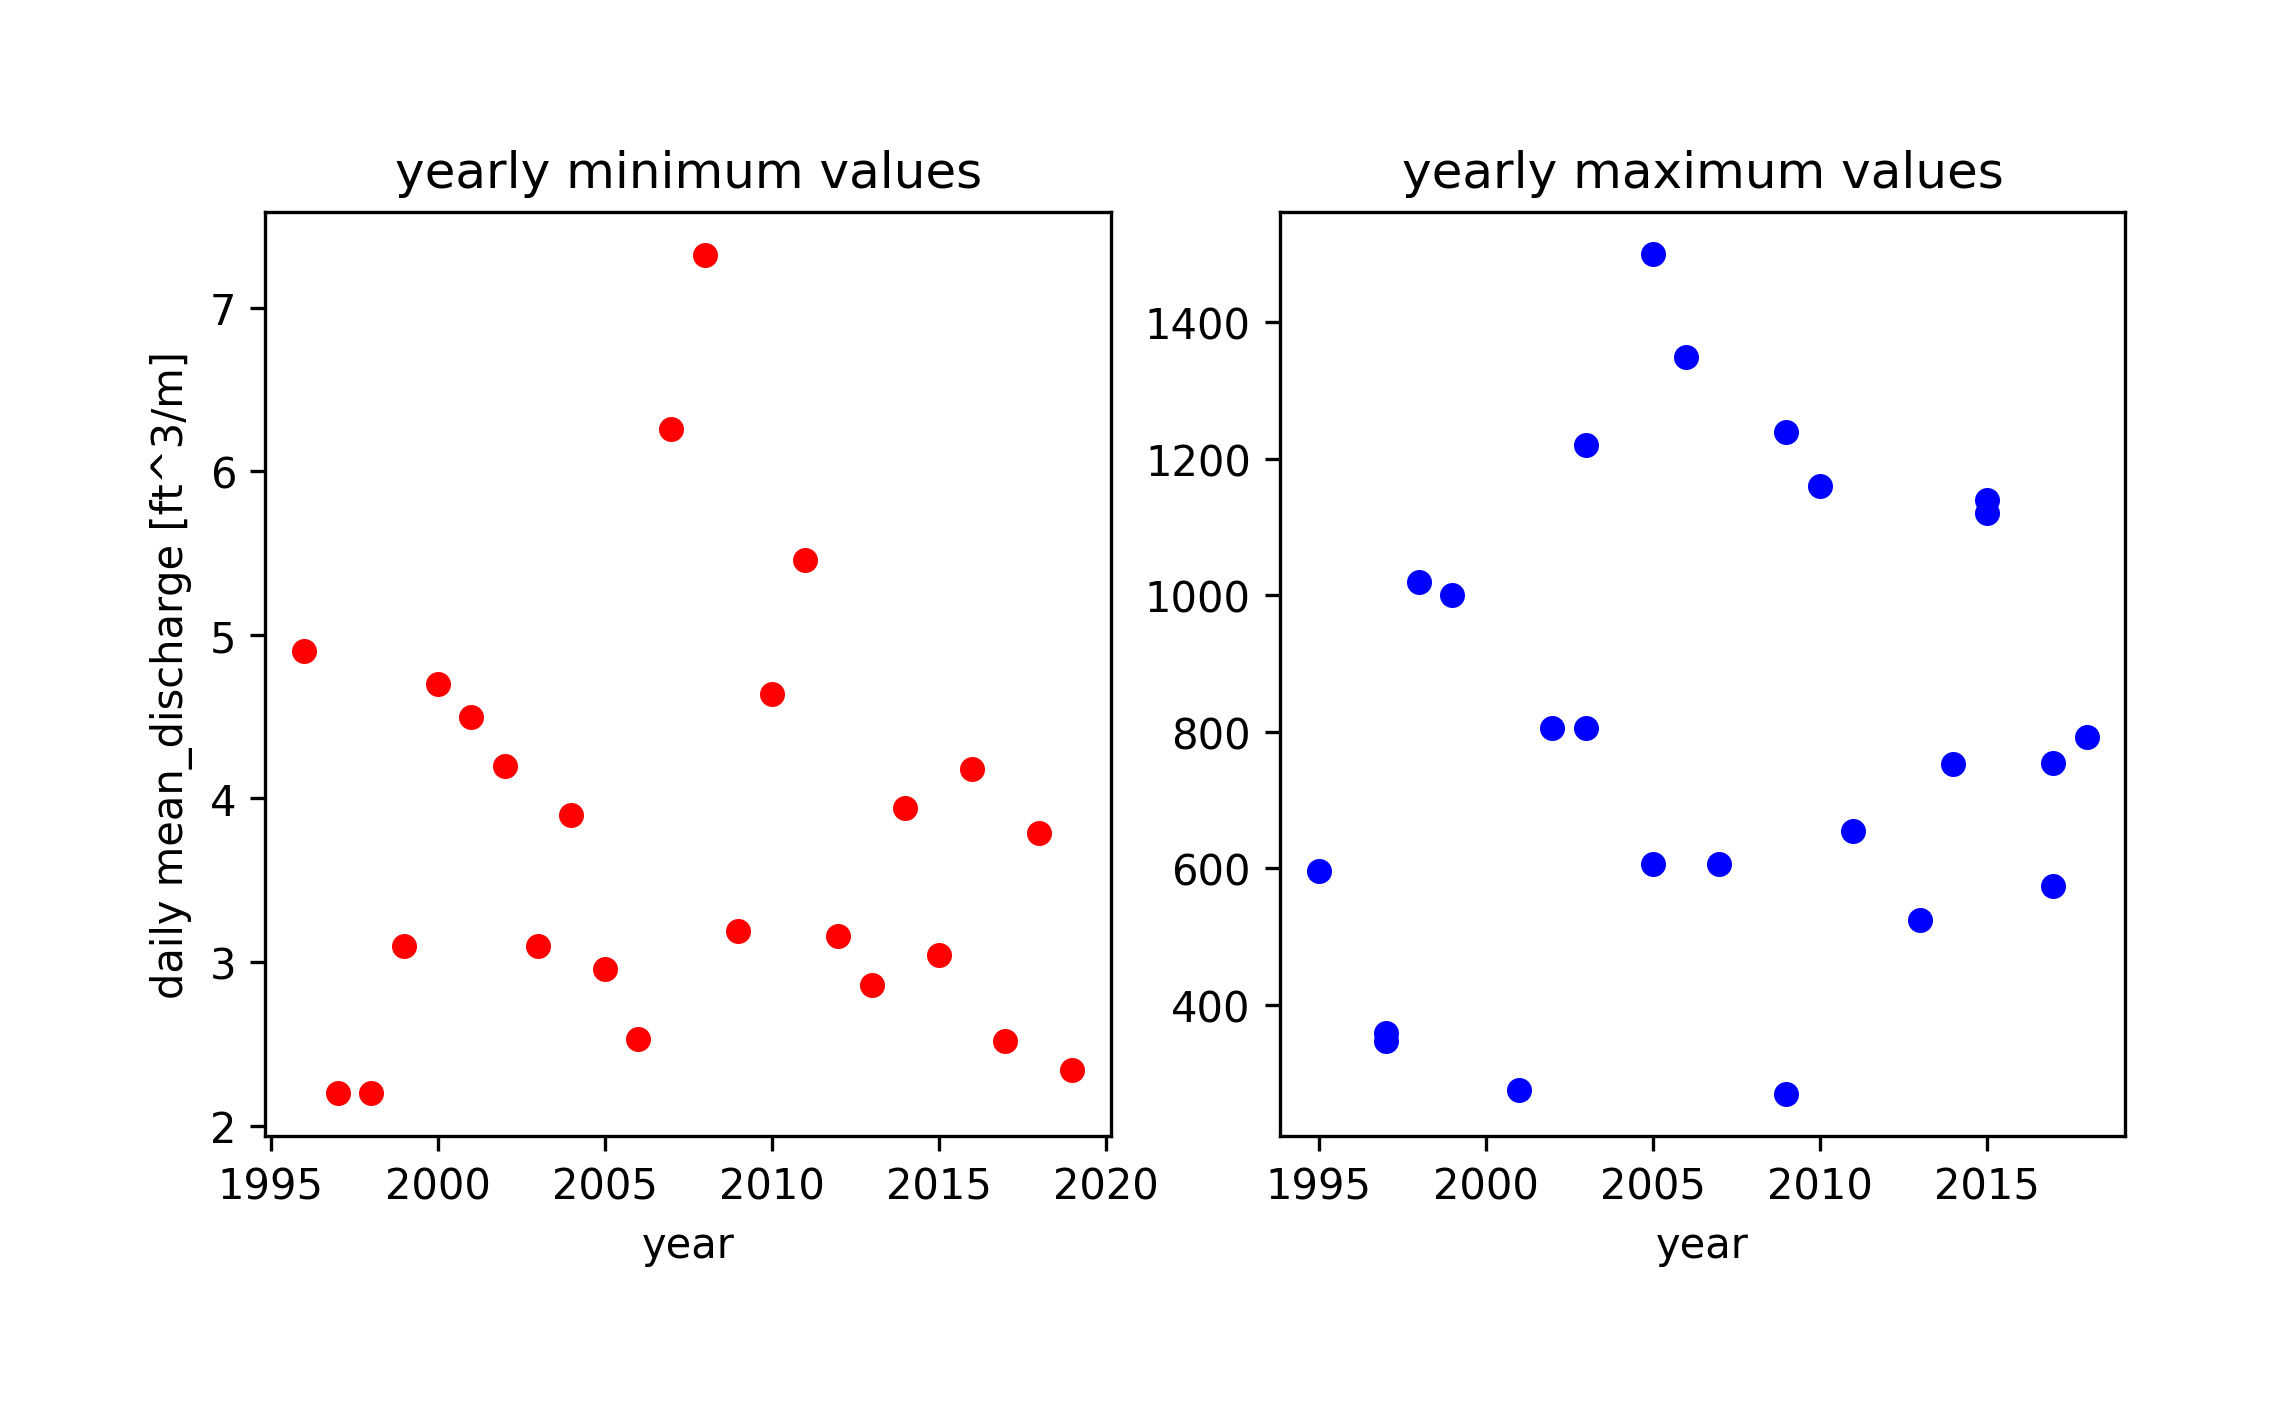 yearly minimum values
daily mean_discharge [ft^3/m]
7
6
5
4
3
2
1995 2000 2005 2010 2015 2020
year
yearly maximum values
1400
1200
1000
800
600
400
1995 2000 2005 2010 2015
year